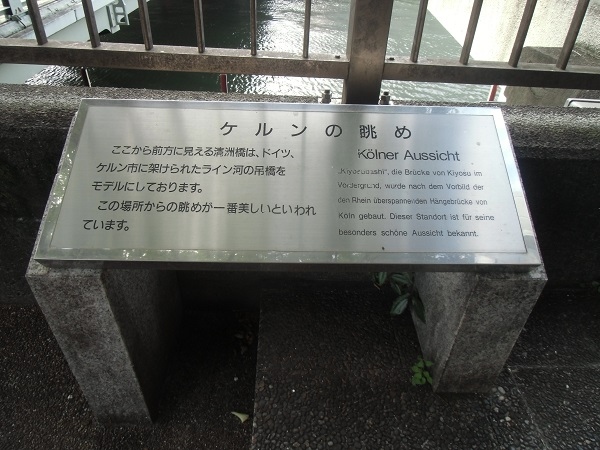 ケルンの眺め
ここから前方に見える清洲橋は、ドイツ、
ケルン市に架けられたライン河の吊橋を
モデルにしております。
この場所からの眺めが一番美しいといわれ
ています。
Kölner Aussicht
„Kiyozubashi“, die Brücke von Kiyosu im
Vordergrund, wurde nach dem Vorbild der
den Rhein überspannenden Hängebrücke von
Köln gebaut. Dieser Standort ist für seine
besonders schöne Aussicht bekannt.